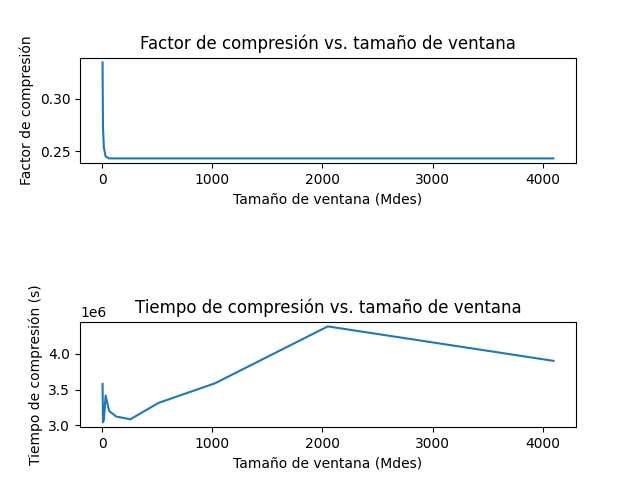 Factor de compresión vs. tamaño de ventana
Factor de compresión
0.30
0.25
0 1000 2000 3000 4000
Tamaño de ventana (Mdes)
Tiempo de compresión vs. tamaño de ventana
1e6
Tiempo de compresión (s)
4.0
3.5
3.0
0 1000 2000 3000 4000
Tamaño de ventana (Mdes)